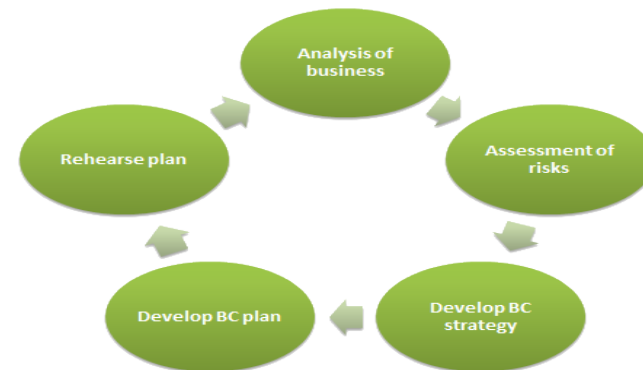 Analysis of
business
Assessment of
risks
Develop BC
strategy
Develop BC plan
Rehearse plan